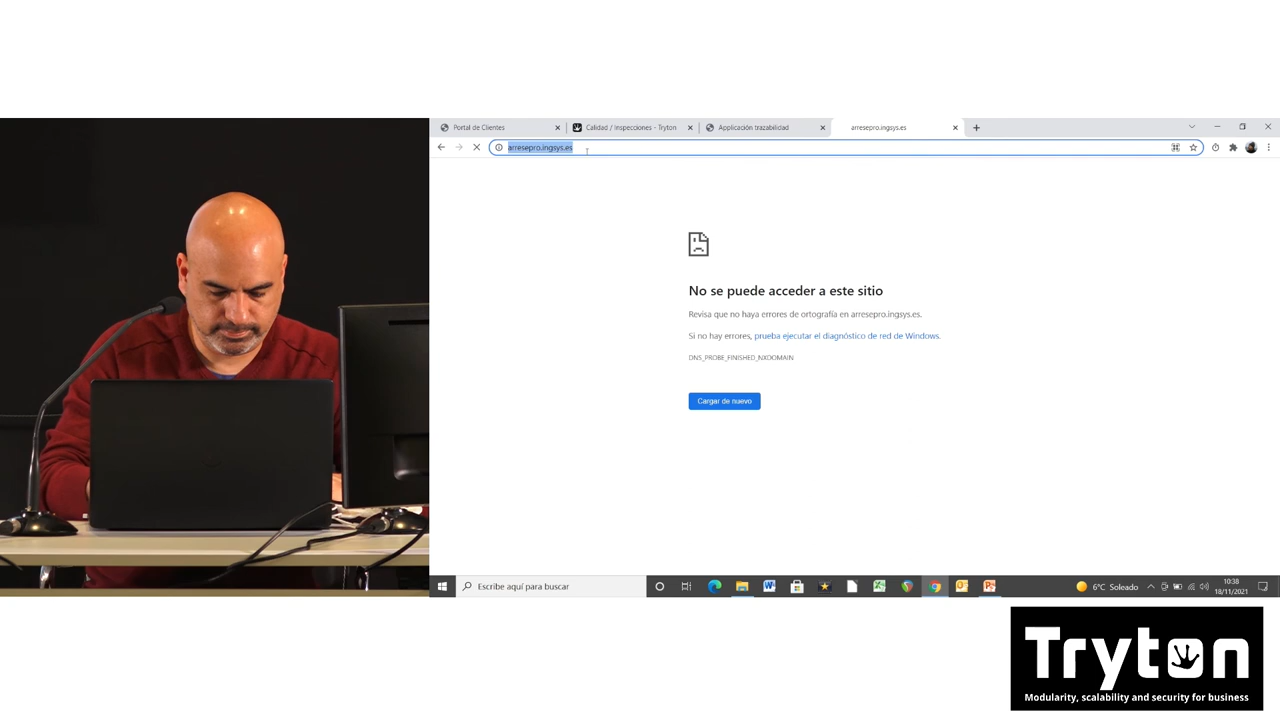 Portal de Clientes
Calidad / Inspecciones - Tryton
Applicación trazabilidad
arresepro.ingsys.es
arresepro.ingsys.es
No se puede acceder a este sitio
Revisa que no haya errores de ortografía en arresepro.ingsys.es.
Si no hay errores, prueba ejecutar el diagnóstico de red de Windows.
DNS_PROBE_FINISHED_NXDOMAIN
Cargar de nuevo
Escribe aquí para buscar
6°C Soleado
10:38
18/11/2021
Tryton
Modularity, scalability and security for business